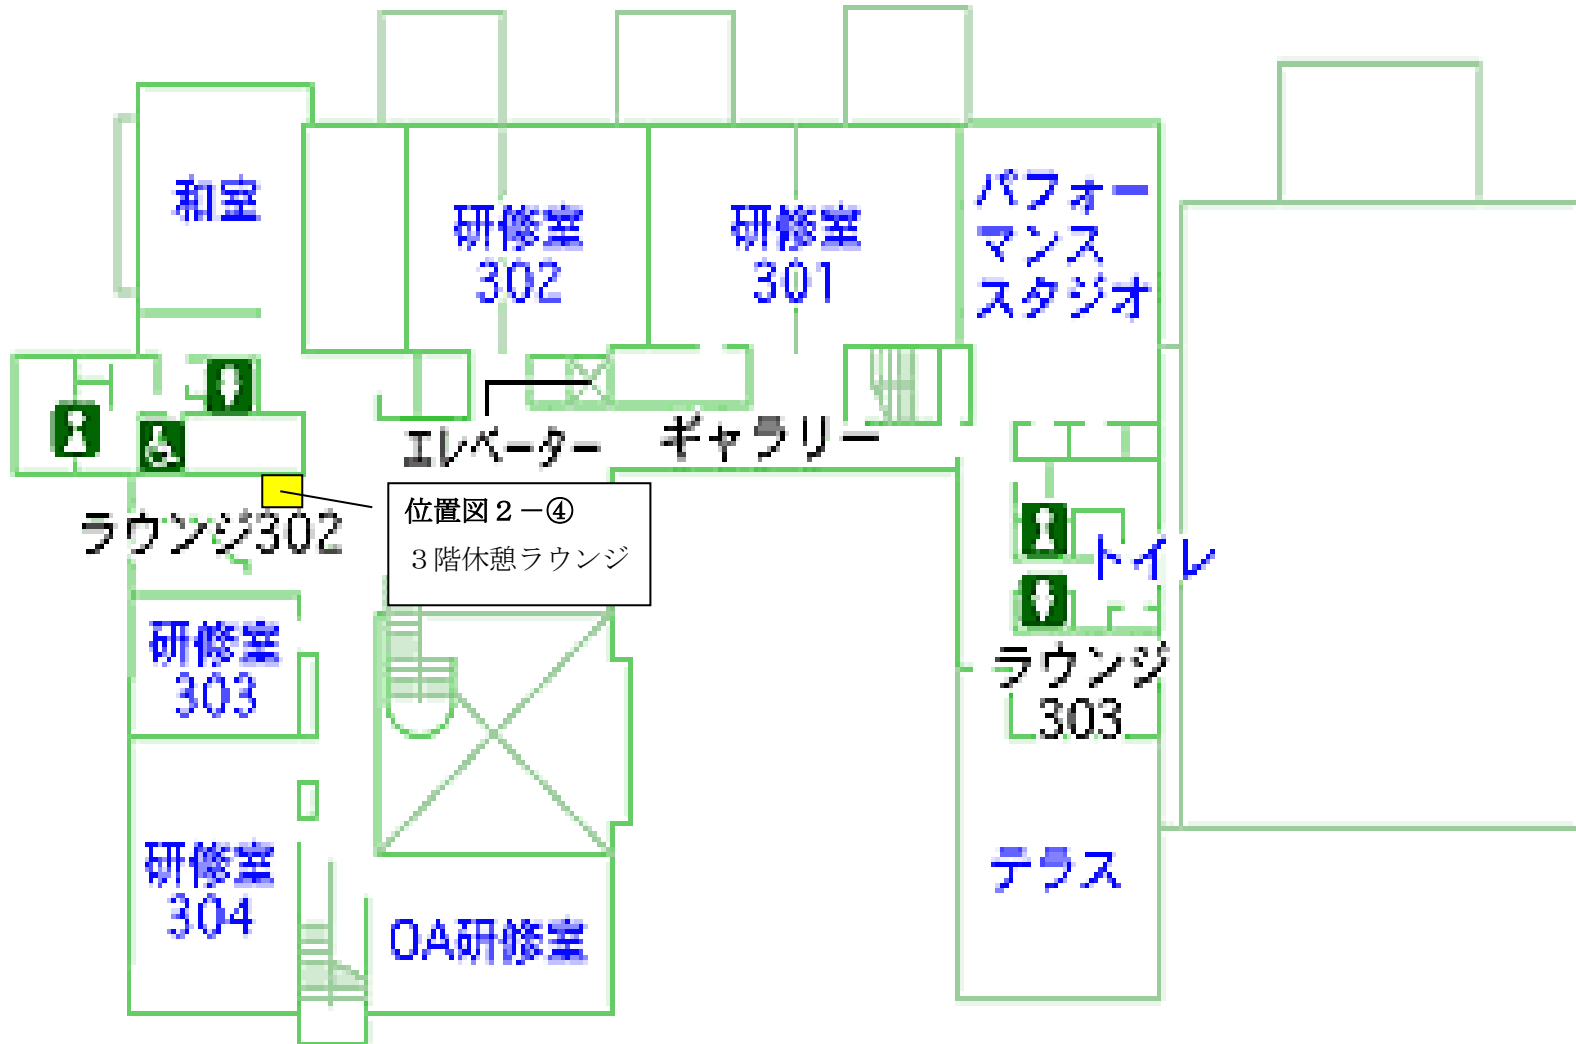 和室
研修室
302
研修室
301
パフォー
マンス
スタジオ
エレベーター
ギャラリー
位置図２－④
３階休憩ラウンジ
ラウンジ302
トイレ
研修室
303
ラウンジ
303
研修室
304
OA研修室
テラス